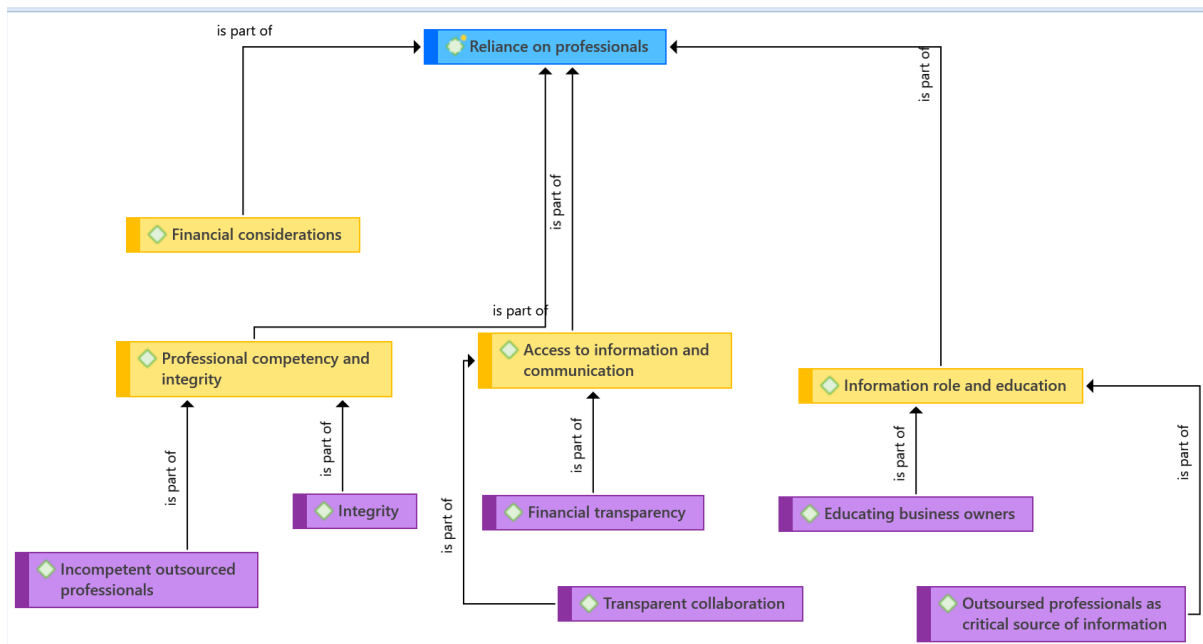 is part of
Reliance on professionals
is part of
is part of
Financial considerations
is part of
Professional competency and
integrity
Access to information and
communication
Information role and education
is part of
is part of
is part of
is part of
is part of
is part of
Integrity
Financial transparency
Educating business owners
Incompetent outsourced
professionals
Transparent collaboration
Outsoursed professionals as
critical source of information